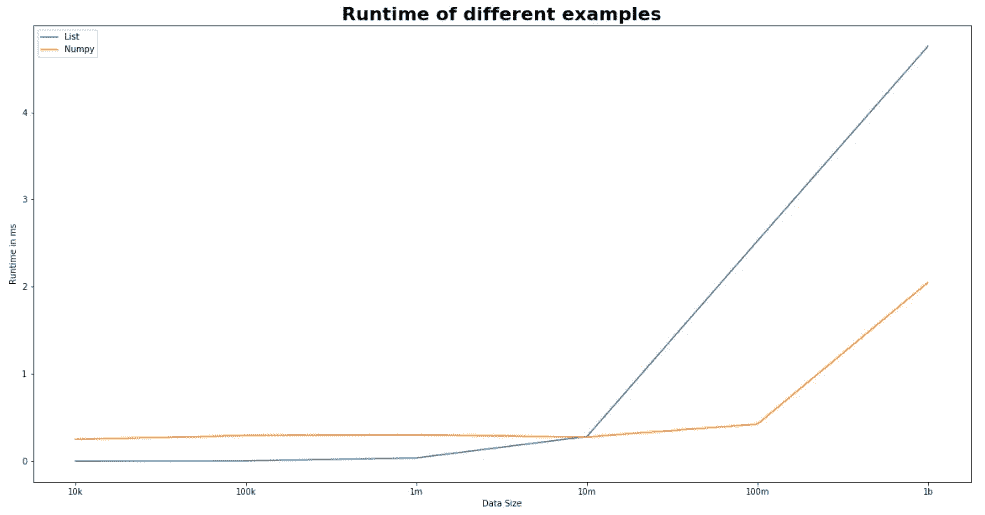 Runtime of different examples
List
Numpy
Runtime in ms
4
3
2
1
0
10k
100k
1m
10m
100m
1b
Data Size